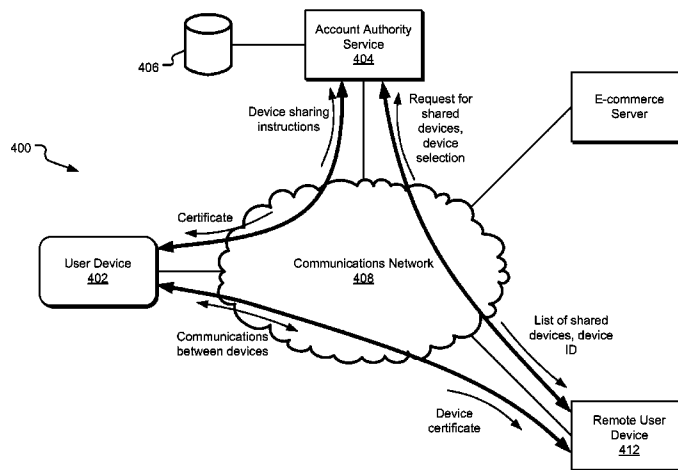 Account Authority
Service
404
406
Device sharing
instructions
Request for
shared devices,
device
selection
E-commerce
Server
400
Certificate
User Device
402
Communications Network
408
Communications
between devices
List of shared
devices, device
ID
Device
certificate
Remote User
Device
412